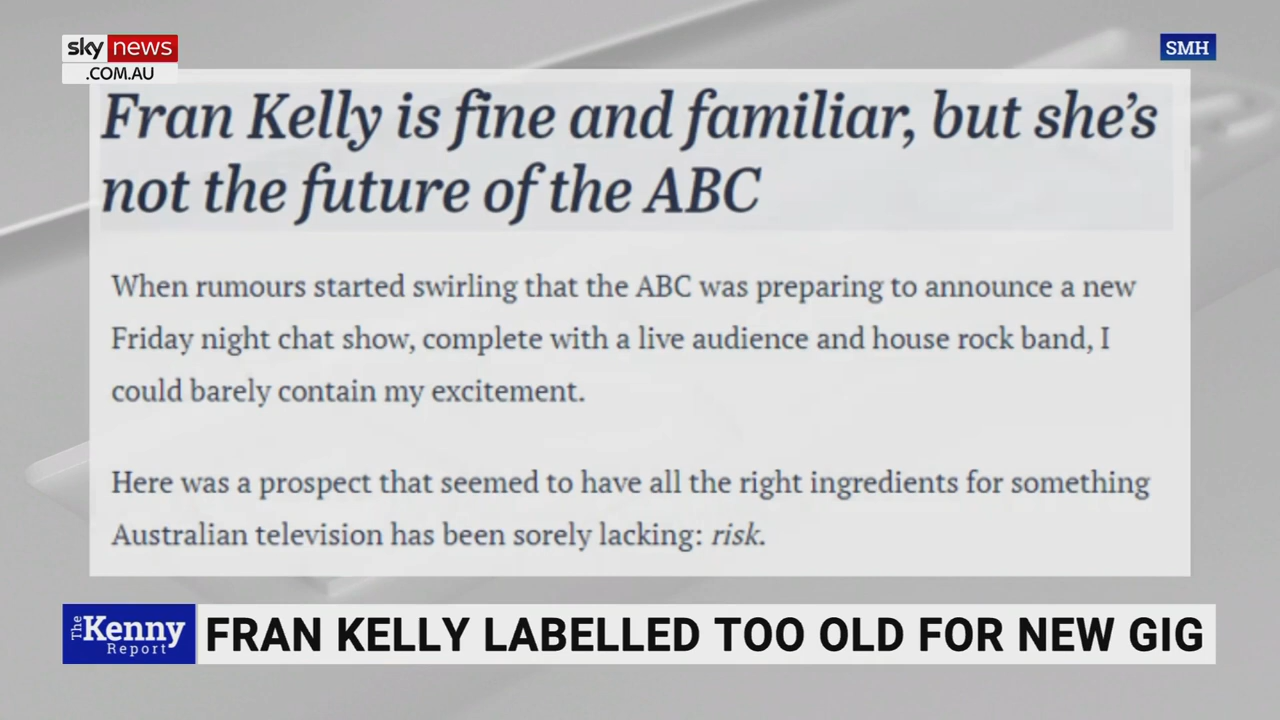 sky news
.COM.AU
SMH
Fran Kelly is fine and familiar, but she's
not the future of the ABC
When rumours started swirling that the ABC was preparing to announce a new
Friday night chat show, complete with a live audience and house rock band, I
could barely contain my excitement.
Here was a prospect that seemed to have all the right ingredients for something
Australian television has been sorely lacking: risk.
The Kenny Report
FRAN KELLY LABELLED TOO OLD FOR NEW GIG